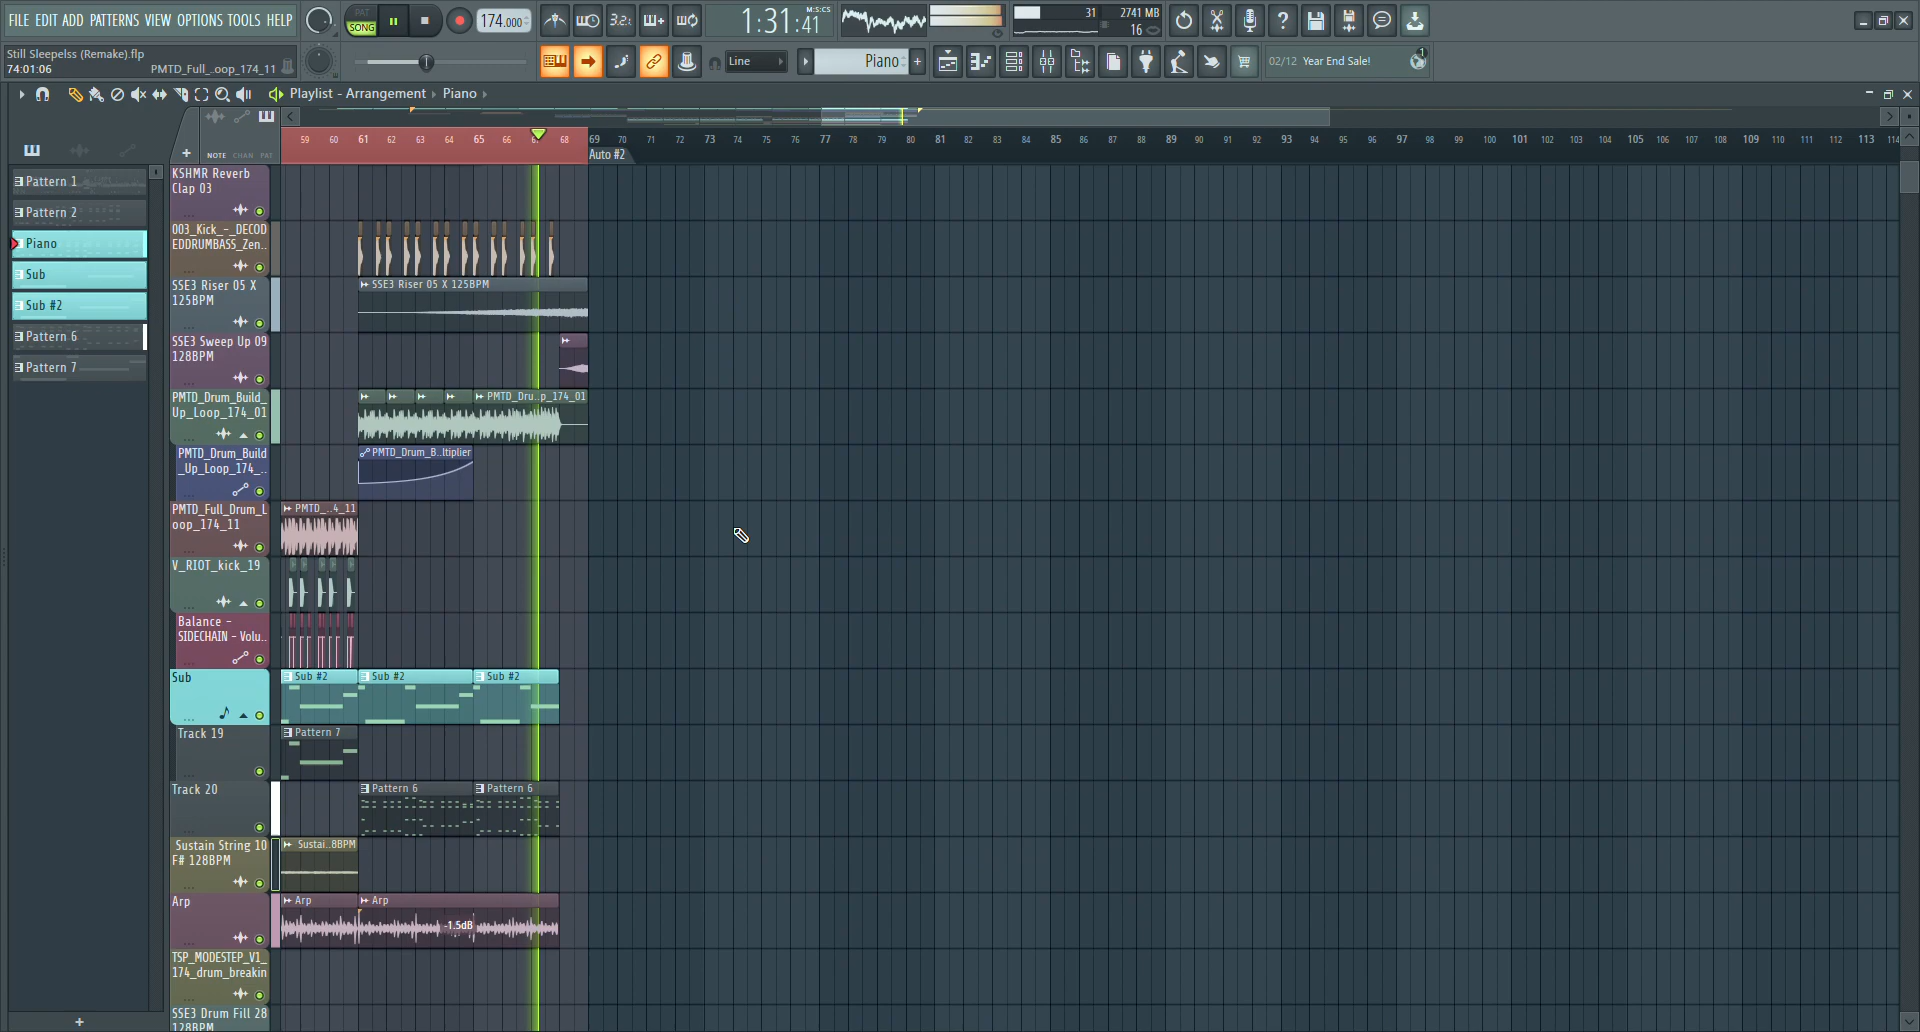 FILE EDIT ADD PATTERNS VIEW OPTIONS TOOLS HELP
PAT
SONG
174.000
3.2
1:31:41
M:S:CS
31
2741 MB
16
Still Sleepelss (Remake).flp
74:01:06
PMTD_Full_..oop_174_11
Line
Piano
02/12 Year End Sale!
1
Playlist - Arrangement › Piano ›
NOTE CHAN PAT
59 60 61 62 63 64 65 66 68 69 70 71 72 73 74 75 76 77 78 79 80 81 82 83 84 85 86 87 88 89 90 91 92 93 94 95 96 97 98 99 100 101 102 103 104 105 106 107 108 109 110 111 112 113 114
Auto #2
Pattern 1
Pattern 2
Piano
Sub
Sub #2
Pattern 6
Pattern 7
KSHMR Reverb
Clap 03
003_Kick_-_DECOD
EDDRUMBASS_Zen..
SSE3 Riser 05 X
125BPM
SSE3 Riser 05 X 125BPM
SSE3 Sweep Up 09
128BPM
PMTD_Drum_Build_
Up_Loop_174_01
PMTD_Dru..p_174_01
PMTD_Drum_Build
_Up_Loop_174_..
PMTD_Drum_B..ltiplier
PMTD_Full_Drum_L
oop_174_11
PMTD_..4_11
V_RIOT_kick_19
Balance -
SIDECHAIN - Volu..
Sub
Sub #2 Sub #2 Sub #2
Track 19
Pattern 7
Track 20
Pattern 6 Pattern 6
Sustain String 10
F# 128BPM
Sustai..8BPM
Arp
Arp Arp
-1.5dB
TSP_MODESTEP_V1_
174_drum_breakin
SSE3 Drum Fill 28
128BPM